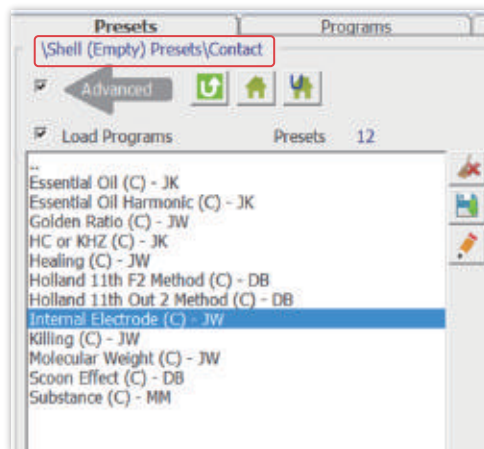 Presets Programs
\Shell (Empty) Presets\Contact
Advanced
Load Programs Presets 12
..
Essential Oil (C) - JK
Essential Oil Harmonic (C) - JK
Golden Ratio (C) - JW
HC or KHZ (C) - JK
Healing (C) - JW
Holland 11th F2 Method (C) - DB
Holland 11th Out 2 Method (C) - DB
Internal Electrode (C) - JW
Killing (C) - JW
Molecular Weight (C) - JW
Scoon Effect (C) - DB
Substance (C) - MM